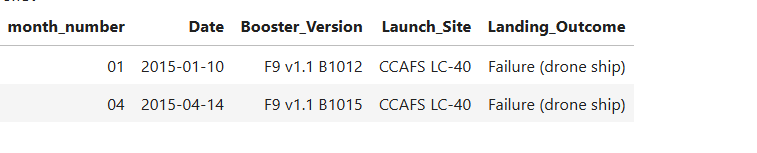 month_number Date Booster_Version Launch_Site Landing_Outcome
01 2015-01-10 F9 v1.1 B1012 CCAFS LC-40 Failure (drone ship)
04 2015-04-14 F9 v1.1 B1015 CCAFS LC-40 Failure (drone ship)